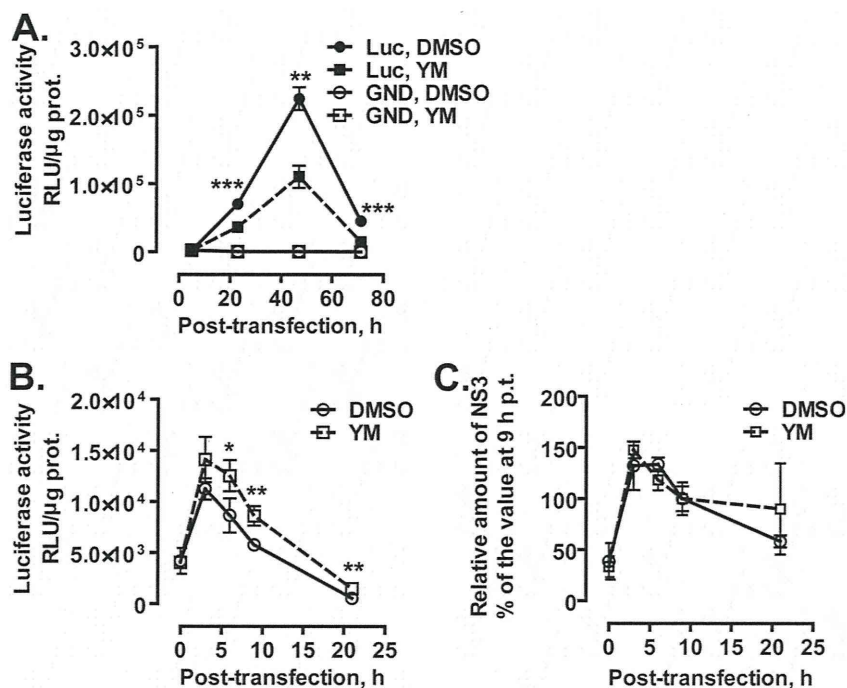 A.
Luciferase activity
RLU/µg prot.
3.0×10⁵
2.0×10⁵
1.0×10⁵
0
Luc, DMSO
Luc, YM
GND, DMSO
GND, YM
***
**
***
0 20 40 60 80
Post-transfection, h
B.
Luciferase activity
RLU/µg prot.
2.0×10⁴
1.5×10⁴
1.0×10⁴
5.0×10³
0
DMSO
YM
*
**
**
0 5 10 15 20 25
Post-transfection, h
C.
Relative amount of NS3
% of the value at 9 h p.t.
200
150
100
50
0
DMSO
YM
0 5 10 15 20 25
Post-transfection, h